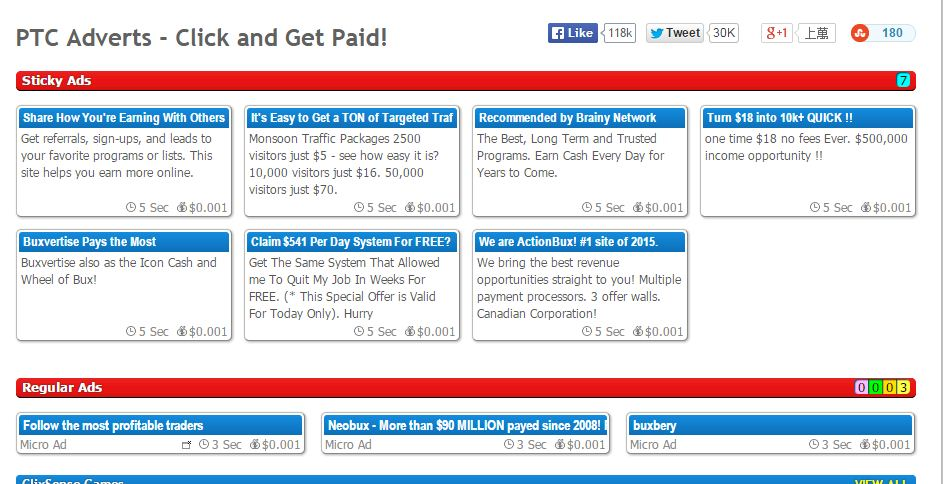 PTC Adverts - Click and Get Paid!
Like 118k Tweet 30K g+1 上萬 180
Sticky Ads 7
Share How You're Earning With Others
Get referrals, sign-ups, and leads to
your favorite programs or lists. This
site helps you earn more online.
5 Sec $0.001
It's Easy to Get a TON of Targeted Traf
Monsoon Traffic Packages 2500
visitors just $5 - see how easy it is?
10,000 visitors just $16. 50,000
visitors just $70.
5 Sec $0.001
Recommended by Brainy Network
The Best, Long Term and Trusted
Programs. Earn Cash Every Day for
Years to Come.
5 Sec $0.001
Turn $18 into 10k+ QUICK !!
one time $18 no fees Ever. $500,000
income opportunity !!
5 Sec $0.001
Buxvertise Pays the Most
Buxvertise also as the Icon Cash and
Wheel of Bux!
5 Sec $0.001
Claim $541 Per Day System For FREE?
Get The Same System That Allowed
me To Quit My Job In Weeks For
FREE. (* This Special Offer is Valid
For Today Only). Hurry
5 Sec $0.001
We are ActionBux! #1 site of 2015.
We bring the best revenue
opportunities straight to you! Multiple
payment processors. 3 offer walls.
Canadian Corporation!
5 Sec $0.001
Regular Ads 0 0 0 3
Follow the most profitable traders
Micro Ad 3 Sec $0.001
Neobux - More than $90 MILLION payed since 2008!
Micro Ad 3 Sec $0.001
buxbery
Micro Ad 3 Sec $0.001
ClixSense Games VIEW ALL